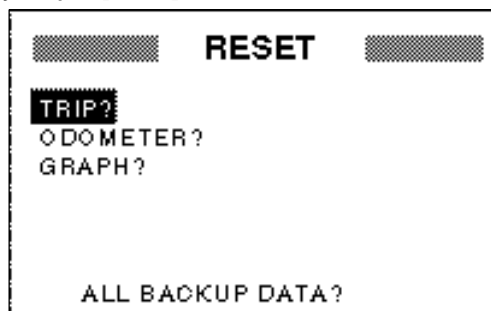 RESET
TRIP?
ODOMETER?
GRAPH?
ALL BACKUP DATA?